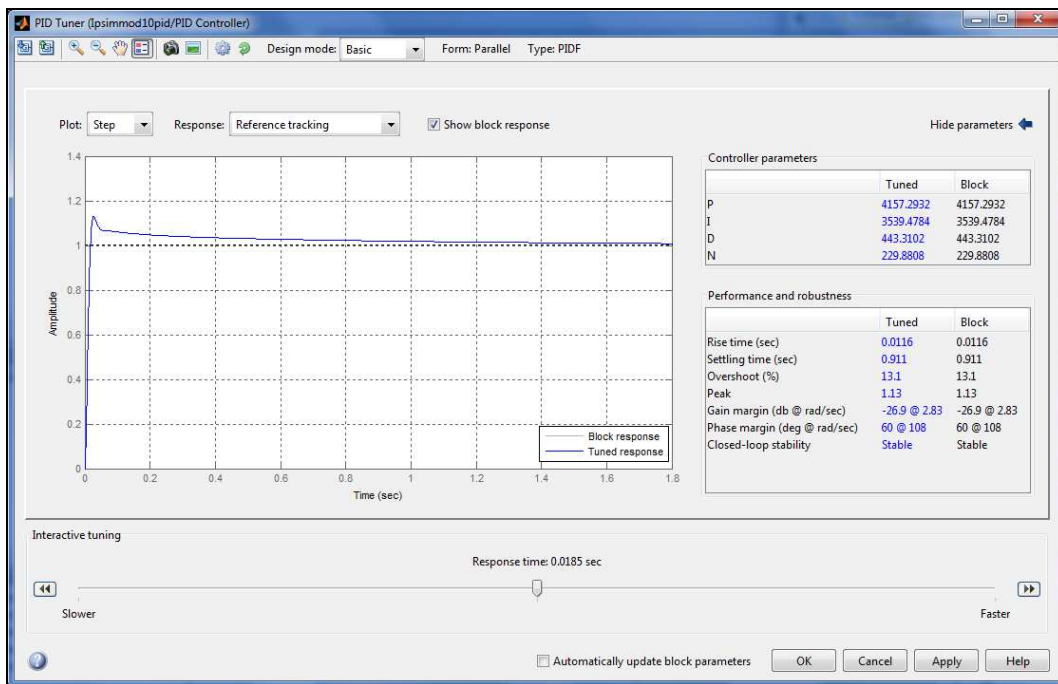 PID Tuner (Ipsimmod10pid/PID Controller)
Design mode: Basic Form: Parallel Type: PIDF
Plot: Step Response: Reference tracking Show block response Hide parameters
1.4
1.2
1
0.8
0.6
0.4
0.2
0
Amplitude
0 0.2 0.4 0.6 0.8 1 1.2 1.4 1.6 1.8
Time (sec)
Block response
Tuned response
Controller parameters
Tuned Block
P 4157.2932 4157.2932
I 3539.4784 3539.4784
D 443.3102 443.3102
N 229.8808 229.8808
Performance and robustness
Tuned Block
Rise time (sec) 0.0116 0.0116
Settling time (sec) 0.911 0.911
Overshoot (%) 13.1 13.1
Peak 1.13 1.13
Gain margin (db @ rad/sec) -26.9 @ 2.83 -26.9 @ 2.83
Phase margin (deg @ rad/sec) 60 @ 108 60 @ 108
Closed-loop stability Stable Stable
Interactive tuning
Response time: 0.0185 sec
Slower Faster
Automatically update block parameters OK Cancel Apply Help